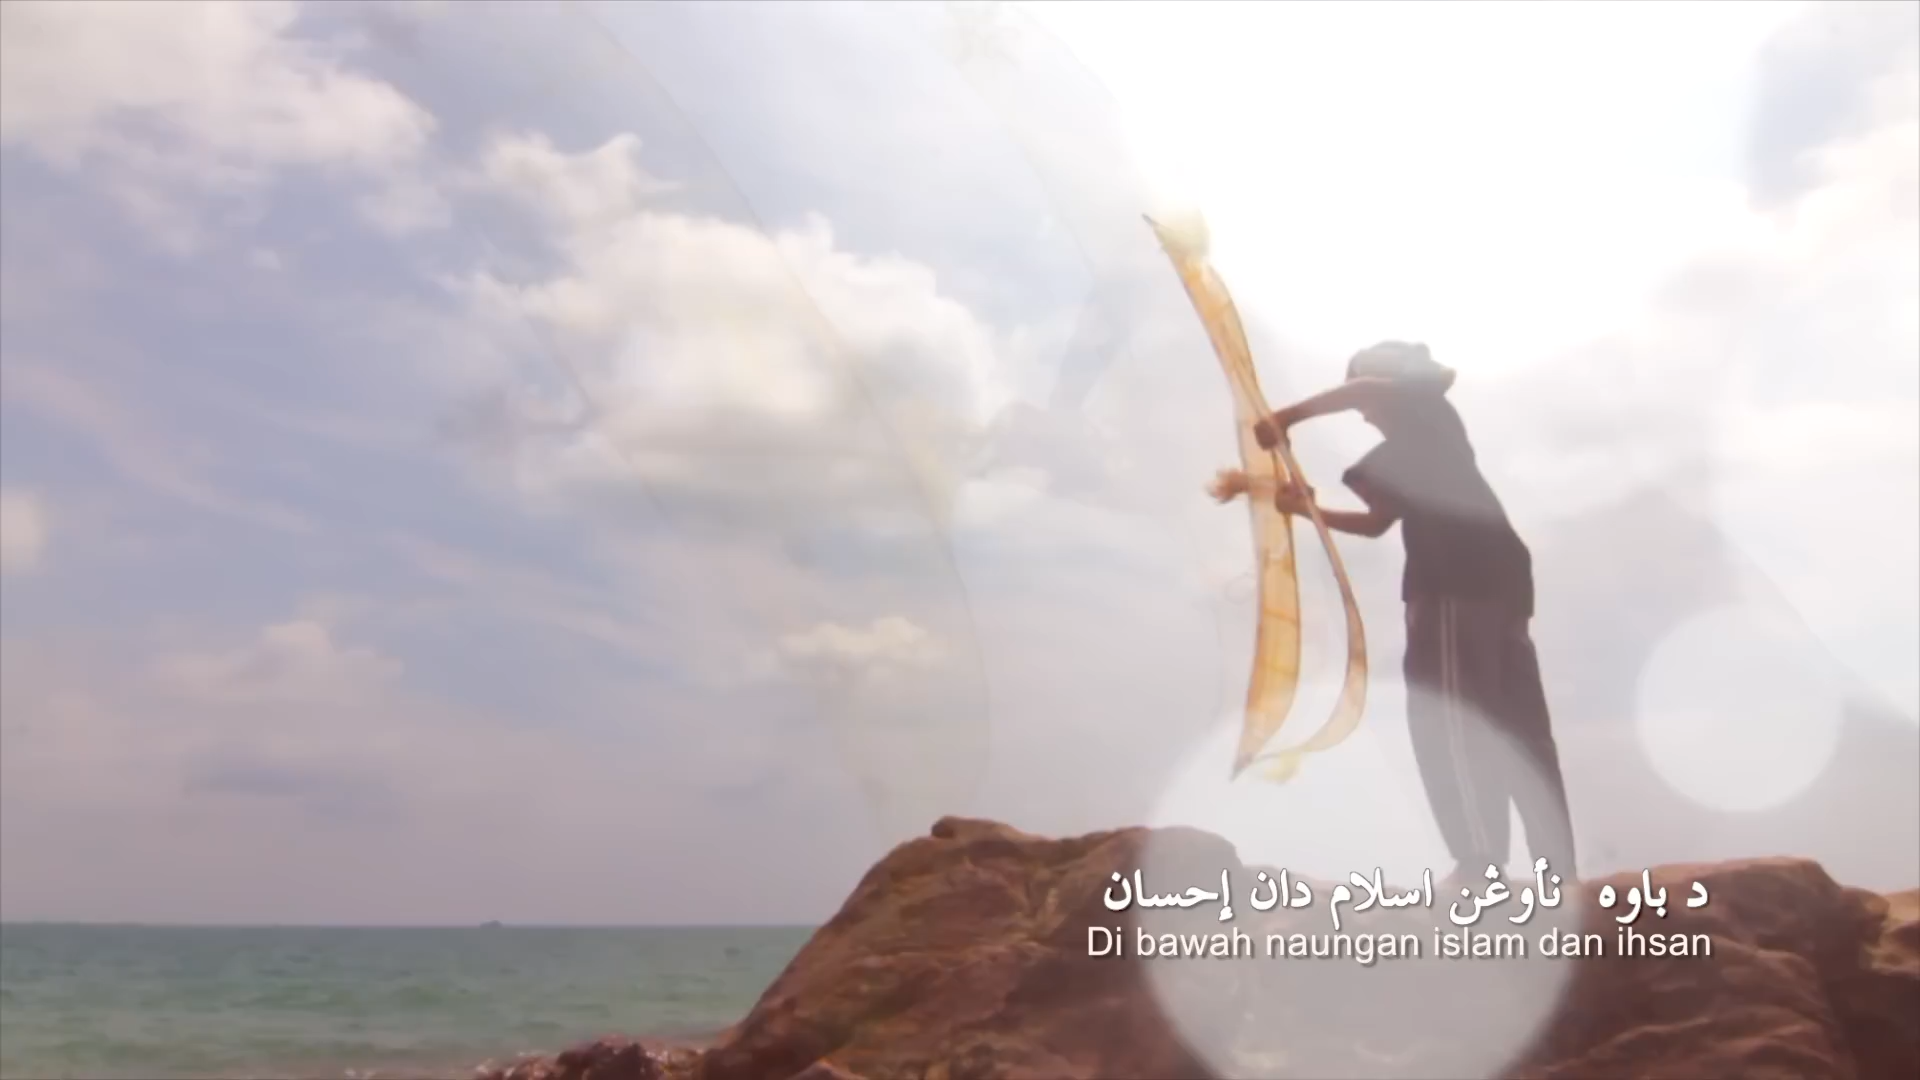 د باوه نأوڠن اسلام دان إحسان
Di bawah naungan islam dan ihsan